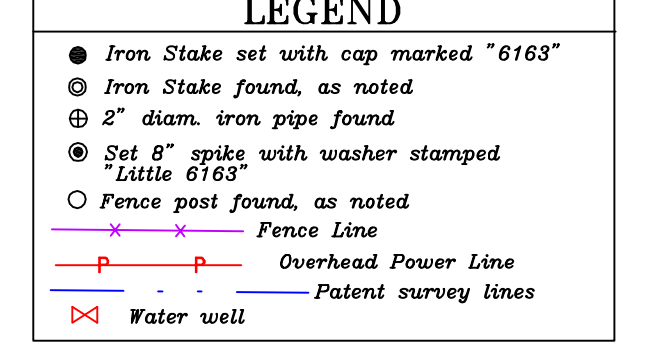 LEGEND
Iron Stake set with cap marked "6163"
Iron Stake found, as noted
2" diam. iron pipe found
Set 8" spike with washer stamped
"Little 6163"
Fence post found, as noted
X X Fence Line
P P Overhead Power Line
Patent survey lines
Water well